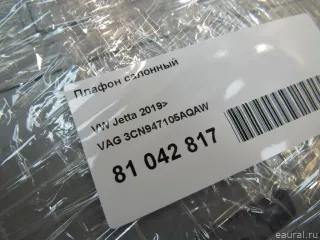 Плафон салонный
VW Jetta 2019>
VAG 3CN947105AQAW
81 042 817
eaural.ru